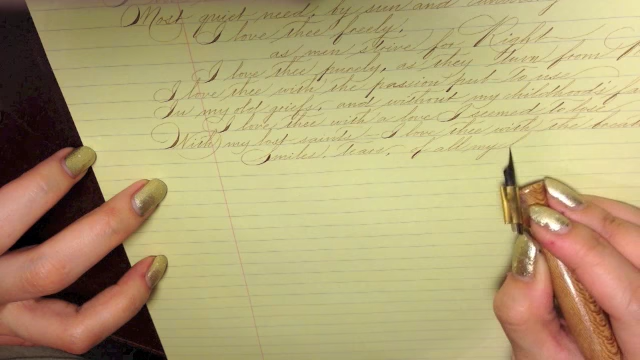 Most quiet need, by sun and
I love thee freely,
as men strive for Right
I love thee purely, as they turn from
I love thee with the passion put to use
In my old griefs, and without my childhood's
I love thee with a love I seemed to lose
With my lost saints – I love thee with the
Smiles, tears, of all my